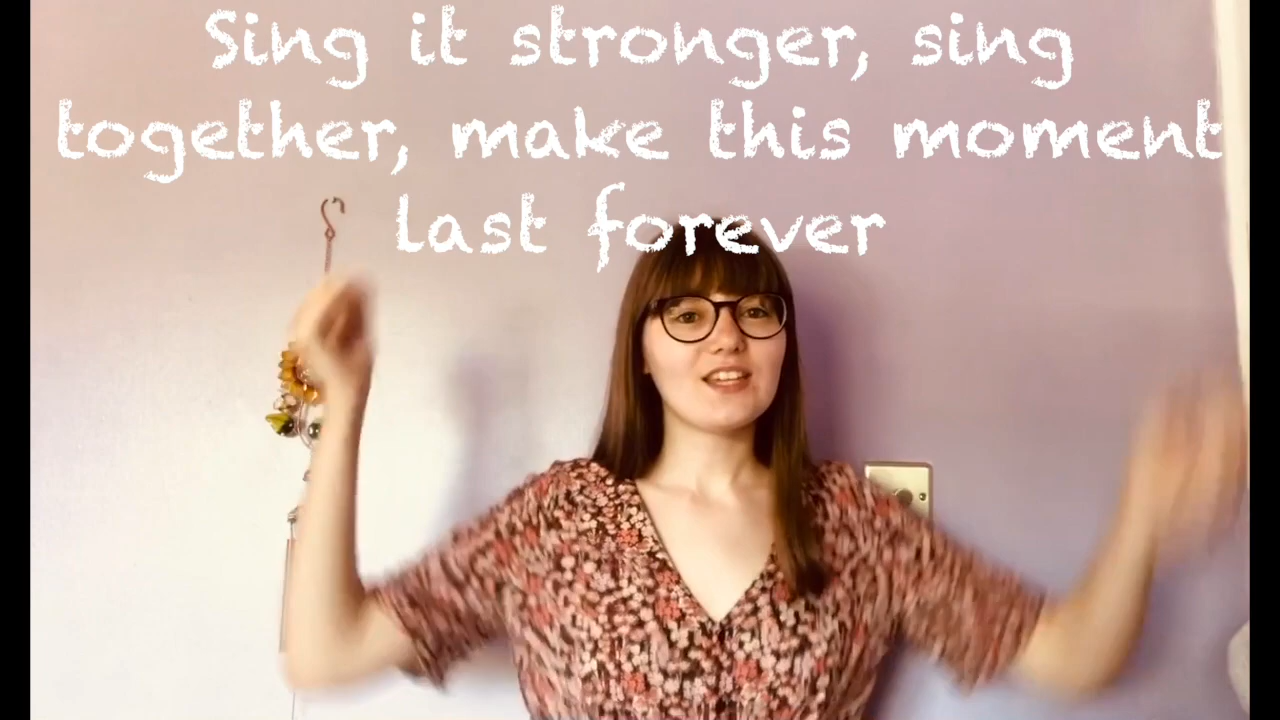 Sing it stronger, sing
together, make this moment
last forever